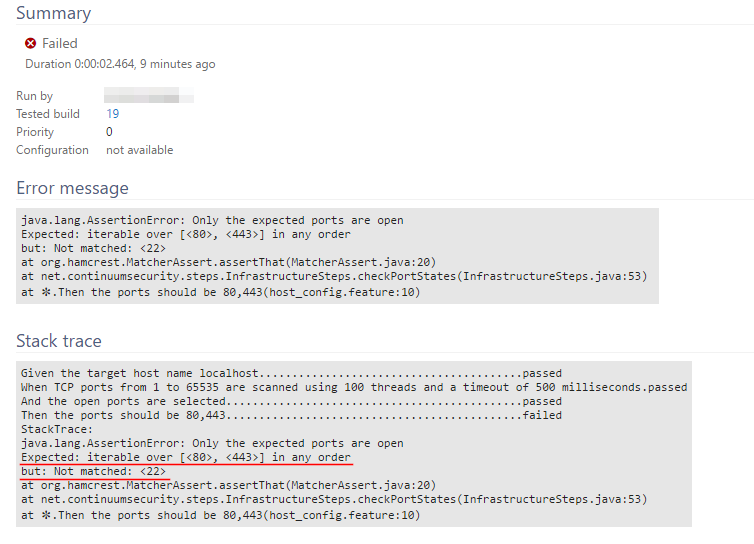 Summary
Failed
Duration 0:00:02.464, 9 minutes ago
Run by
Tested build 19
Priority 0
Configuration not available
Error message
java.lang.AssertionError: Only the expected ports are open
Expected: iterable over [<80>, <443>] in any order
but: Not matched: <22>
at org.hamcrest.MatcherAssert.assertThat(MatcherAssert.java:20)
at net.continuumsecurity.steps.InfrastructureSteps.checkPortStates(InfrastructureSteps.java:53)
at ✽.Then the ports should be 80,443(host_config.feature:10)
Stack trace
Given the target host name localhost........................................passed
When TCP ports from 1 to 65535 are scanned using 100 threads and a timeout of 500 milliseconds.passed
And the open ports are selected.............................................passed
Then the ports should be 80,443.............................................failed
StackTrace:
java.lang.AssertionError: Only the expected ports are open
Expected: iterable over [<80>, <443>] in any order
but: Not matched: <22>
at org.hamcrest.MatcherAssert.assertThat(MatcherAssert.java:20)
at net.continuumsecurity.steps.InfrastructureSteps.checkPortStates(InfrastructureSteps.java:53)
at ✽.Then the ports should be 80,443(host_config.feature:10)